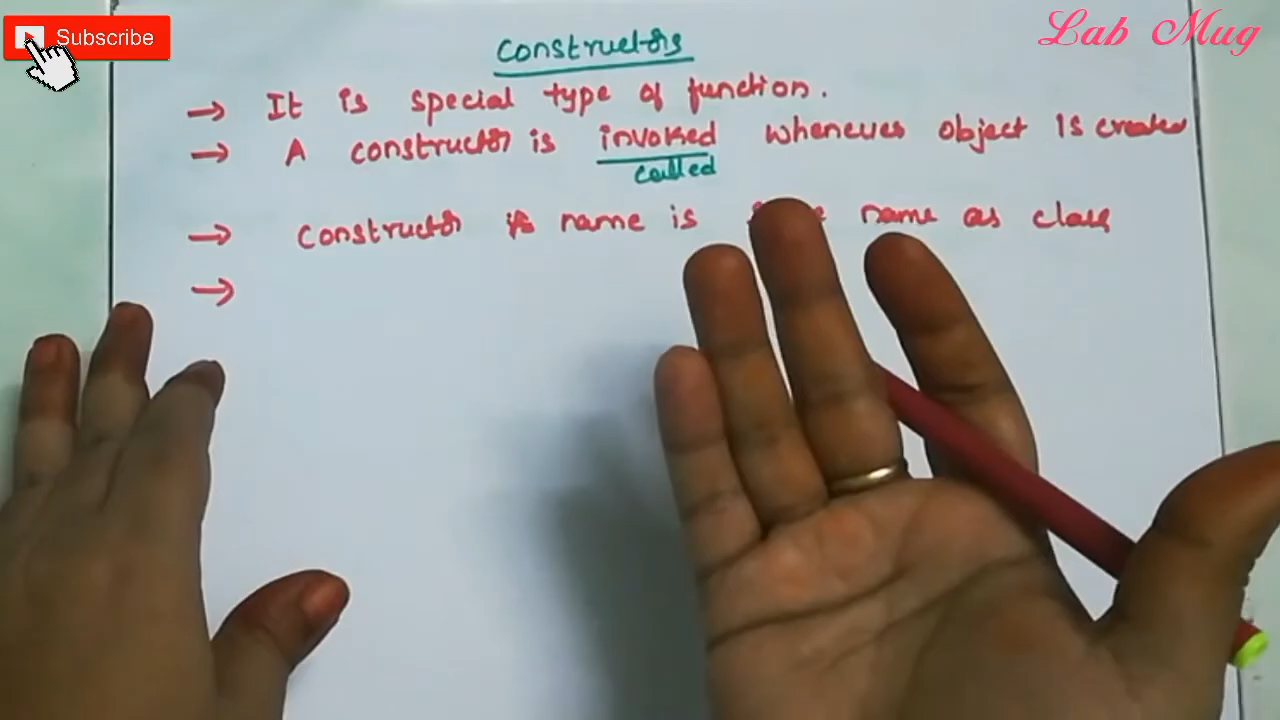 Subscribe
Lab Mug
Constructors
→ It is special type of function.
→ A constructor is invoked whenever object is created
called
→ Constructor name is name as class
→